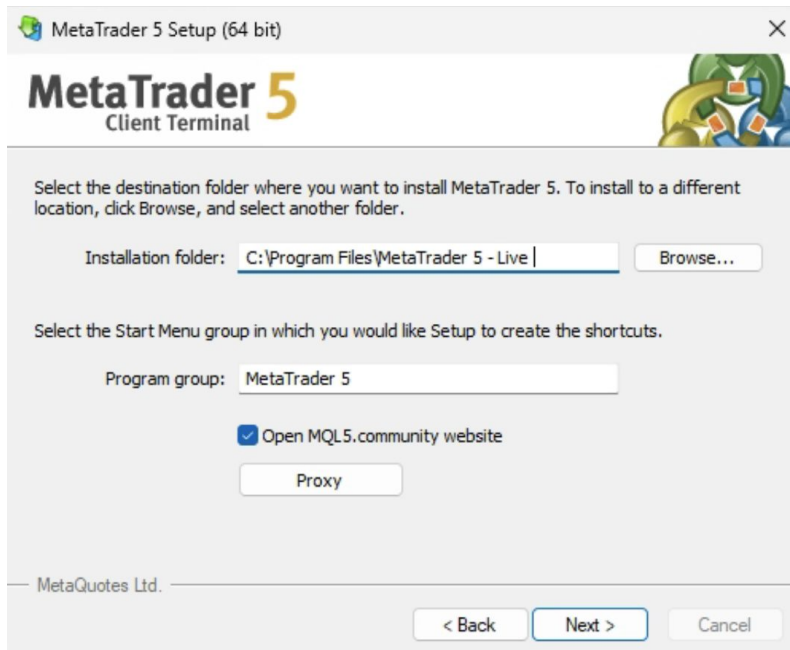 MetaTrader 5 Setup (64 bit)
MetaTrader 5
Client Terminal
Select the destination folder where you want to install MetaTrader 5. To install to a different
location, click Browse, and select another folder.
Installation folder: C:\Program Files\MetaTrader 5 - Live Browse...
Select the Start Menu group in which you would like Setup to create the shortcuts.
Program group: MetaTrader 5
Open MQL5.community website
Proxy
MetaQuotes Ltd.
< Back Next > Cancel